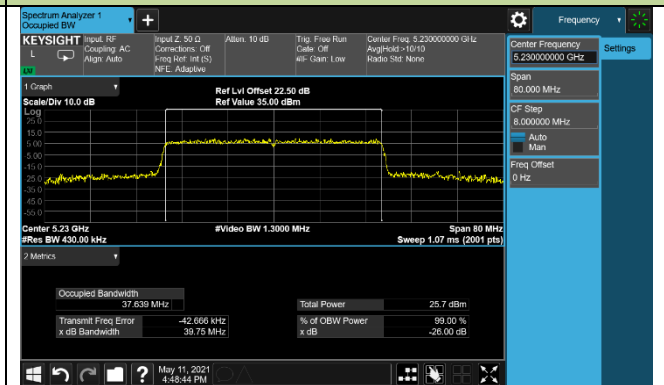 Spectrum Analyzer 1
Occupied BW
+
Frequency
KEYSIGHT
L
LM
Input: RF
Coupling: AC
Align: Auto
Input Z: 50 Ω
Corrections: Off
Freq Ref: Int (S)
NFE: Adaptive
Atten: 10 dB
Trig: Free Run
Gate: Off
#IF Gain: Low
Center Freq: 5.230000000 GHz
Avg|Hold:>10/10
Radio Std: None
Center Frequency
5.230000000 GHz
Settings
Span
80.000 MHz
CF Step
8.000000 MHz
Auto
Man
Freq Offset
0 Hz
1 Graph
Scale/Div 10.0 dB
Ref Lvl Offset 22.50 dB
Ref Value 35.00 dBm
Log
25.0
15.0
5.00
-5.00
-15.0
-25.0
-35.0
-45.0
-55.0
Center 5.23 GHz
#Res BW 430.00 kHz
#Video BW 1.3000 MHz
Span 80 MHz
Sweep 1.07 ms (2001 pts)
2 Metrics
Occupied Bandwidth
37.639 MHz
Total Power 25.7 dBm
Transmit Freq Error -42.666 kHz
% of OBW Power 99.00 %
x dB Bandwidth 39.75 MHz
x dB -26.00 dB
?
May 11, 2021
4:48:44 PM